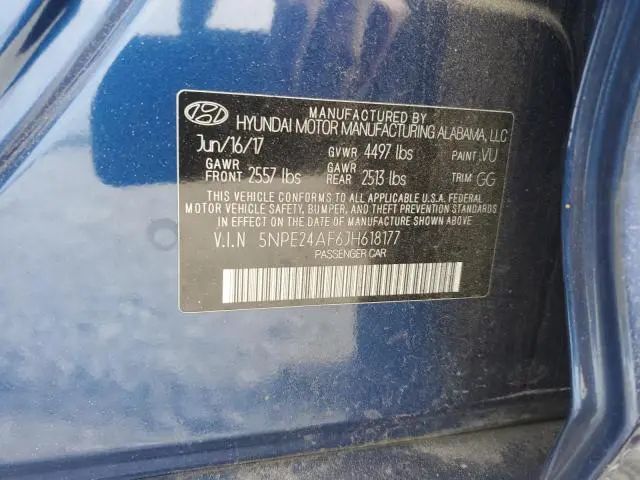 MANUFACTURED BY
HYUNDAI MOTOR MANUFACTURING ALABAMA, LLC
Jun/16/17 GVWR 4497 lbs PAINT VU
GAWR FRONT 2557 lbs GAWR REAR 2513 lbs TRIM GG
THIS VEHICLE CONFORMS TO ALL APPLICABLE U.S.A. FEDERAL
MOTOR VEHICLE SAFETY, BUMPER, AND THEFT PREVENTION STANDARDS
IN EFFECT ON THE DATE OF MANUFACTURE SHOWN ABOVE.
V.I.N 5NPE24AF6JH618177
PASSENGER CAR